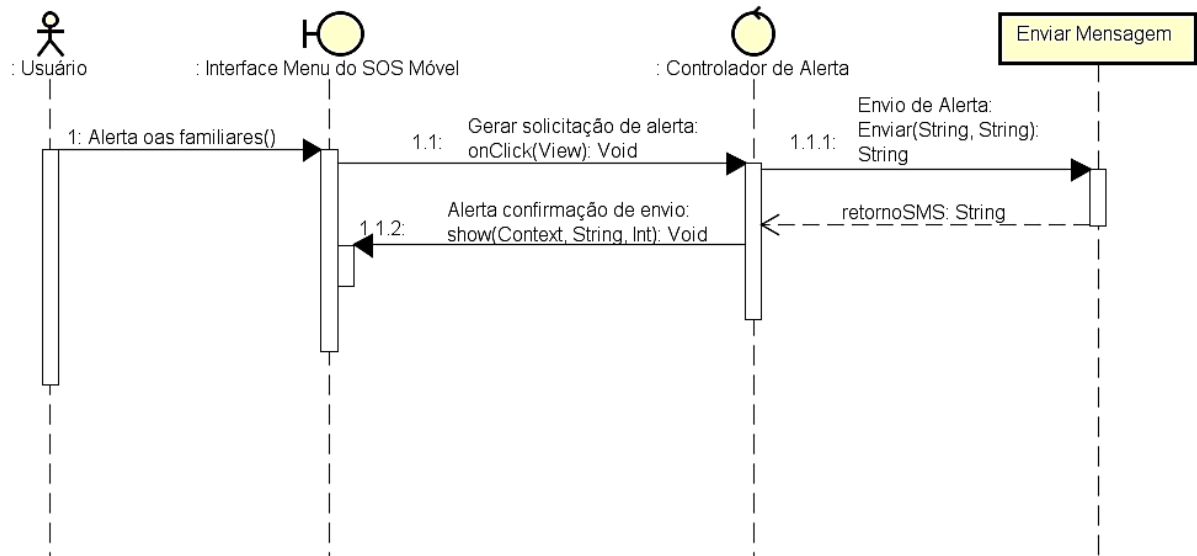 : Usuário
: Interface Menu do SOS Móvel
: Controlador de Alerta
Enviar Mensagem
1: Alerta oas familiares()
1.1:
Gerar solicitação de alerta:
onClick(View): Void
1.1.1:
Envio de Alerta:
Enviar(String, String):
String
retornoSMS: String
1.1.2:
Alerta confirmação de envio:
show(Context, String, Int): Void